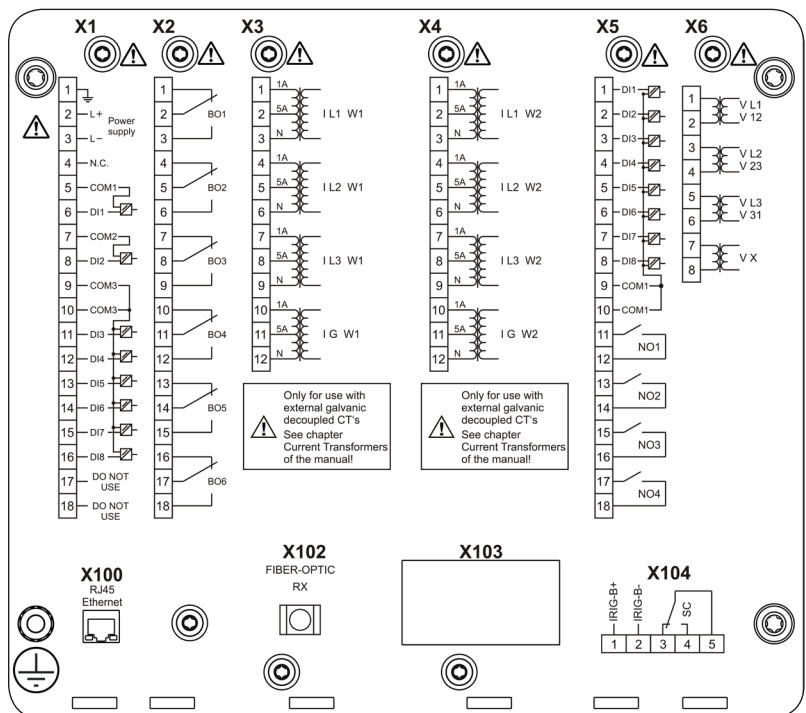 X1
1
2 L+ Power
3 L− supply
4 N.C.
5 COM1
6 DI1
7 COM2
8 DI2
9 COM3
10 COM3
11 DI3
12 DI4
13 DI5
14 DI6
15 DI7
16 DI8
17 DO NOT
USE
18 DO NOT
USE
X2
1
2 BO1
3
4
5 BO2
6
7
8 BO3
9
10
11 BO4
12
13
14 BO5
15
16
17 BO6
18
X3
1 1A
2 5A I L1 W1
3 N
4 1A
5 5A I L2 W1
6 N
7 1A
8 5A I L3 W1
9 N
10 1A
11 5A I G W1
12 N
Only for use with
external galvanic
decoupled CT's
See chapter
Current Transformers
of the manual!
X4
1 1A
2 5A I L1 W2
3 N
4 1A
5 5A I L2 W2
6 N
7 1A
8 5A I L3 W2
9 N
10 1A
11 5A I G W2
12 N
Only for use with
external galvanic
decoupled CT's
See chapter
Current Transformers
of the manual!
X5
1 DI1
2 DI2
3 DI3
4 DI4
5 DI5
6 DI6
7 DI7
8 DI8
9 COM1
10 COM1
11
NO1
12
13
NO2
14
15
NO3
16
17
NO4
18
X6
1 V L1
2 V 12
3 V L2
4 V 23
5 V L3
6 V 31
7 V X
8
X100
RJ45
Ethernet
X102
FIBER-OPTIC
RX
X103
X104
IRIG-B+
IRIG-B-
SC
1 2 3 4 5